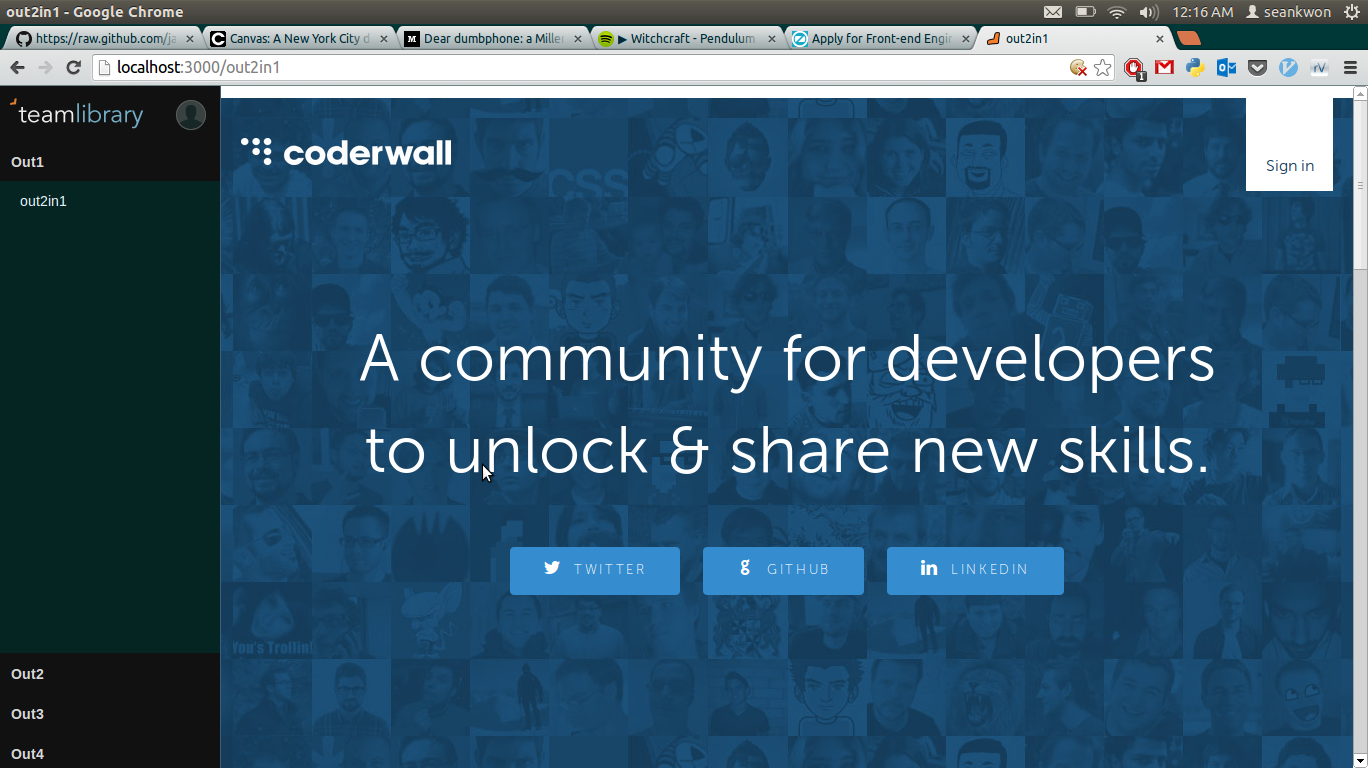 out2in1 - Google Chrome
12:16 AM
seankwon
https://raw.github.com/ja
Canvas: A New York City d
Dear dumbphone: a Miller
▶ Witchcraft - Pendulum
Apply for Front-end Engin
out2in1
localhost:3000/out2in1
teamlibrary
Out1
out2in1
Out2
Out3
Out4
coderwall
Sign in
CSS
A community for developers
to unlock & share new skills.
TWITTER
GITHUB
LINKEDIN
You's Trollin'